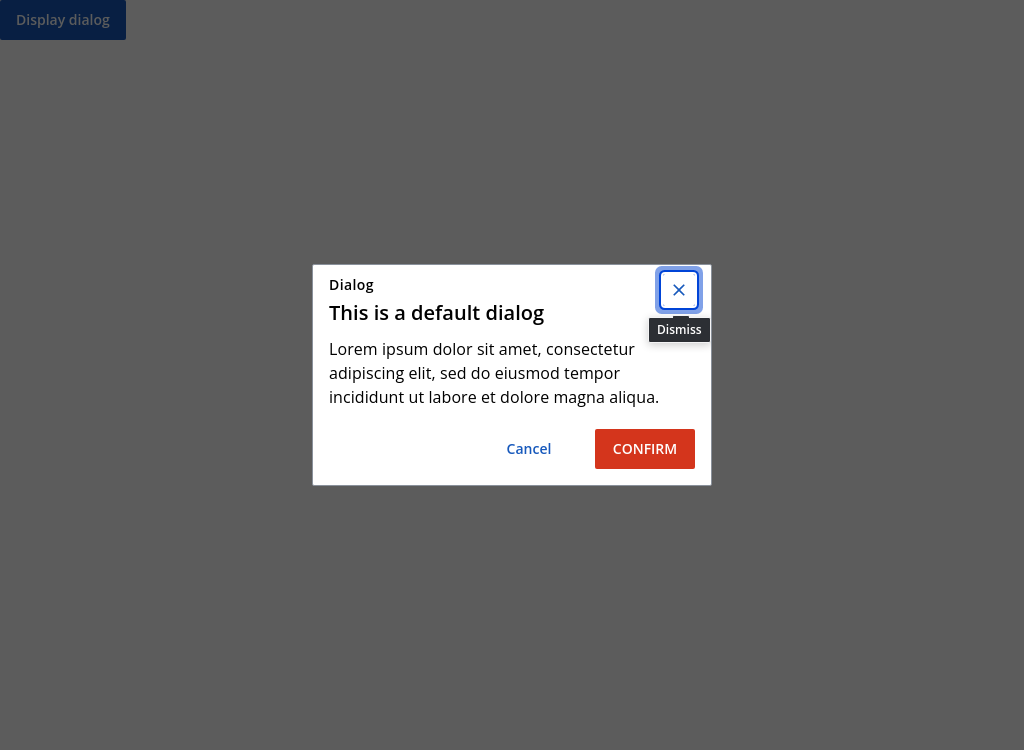 Display dialog
Dialog
This is a default dialog
Dismiss
Lorem ipsum dolor sit amet, consectetur
adipiscing elit, sed do eiusmod tempor
incididunt ut labore et dolore magna aliqua.
Cancel
CONFIRM